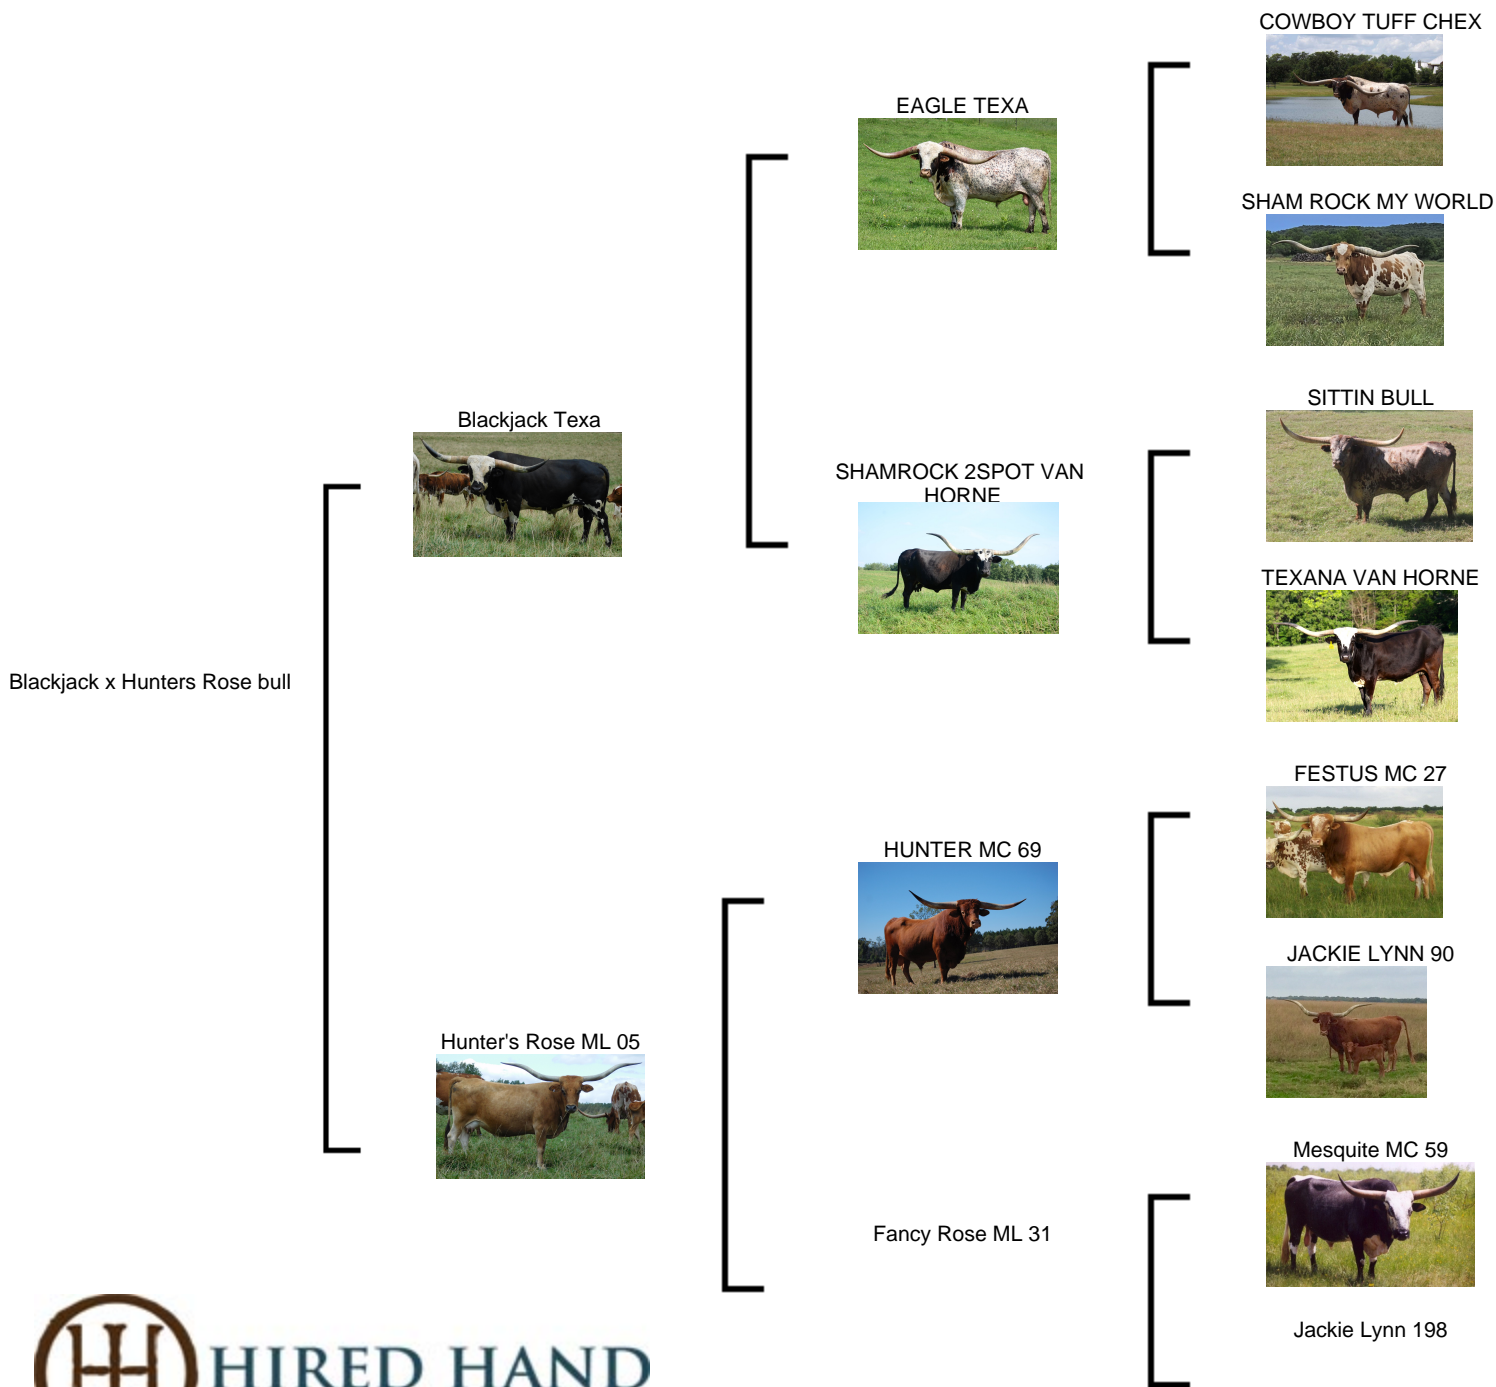 COWBOY TUFF CHEX
EAGLE TEXA
SHAM ROCK MY WORLD
SITTIN BULL
Blackjack Texa
SHAMROCK 2SPOT VAN
HORNE
TEXANA VAN HORNE
Blackjack x Hunters Rose bull
FESTUS MC 27
HUNTER MC 69
JACKIE LYNN 90
Hunter's Rose ML 05
Mesquite MC 59
Fancy Rose ML 31
Jackie Lynn 198
HIRED HAND